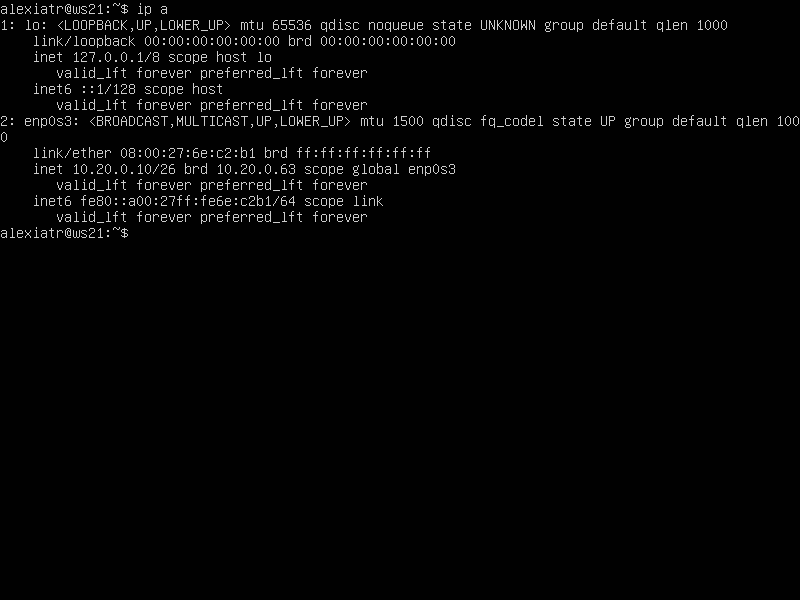 alexiatr@ws21:~$ ip a
1: lo: <LOOPBACK,UP,LOWER_UP> mtu 65536 qdisc noqueue state UNKNOWN group default qlen 1000
    link/loopback 00:00:00:00:00:00 brd 00:00:00:00:00:00
    inet 127.0.0.1/8 scope host lo
       valid_lft forever preferred_lft forever
    inet6 ::1/128 scope host
       valid_lft forever preferred_lft forever
2: enp0s3: <BROADCAST,MULTICAST,UP,LOWER_UP> mtu 1500 qdisc fq_codel state UP group default qlen 100
0
    link/ether 08:00:27:6e:c2:b1 brd ff:ff:ff:ff:ff:ff
    inet 10.20.0.10/26 brd 10.20.0.63 scope global enp0s3
       valid_lft forever preferred_lft forever
    inet6 fe80::a00:27ff:fe6e:c2b1/64 scope link
       valid_lft forever preferred_lft forever
alexiatr@ws21:~$